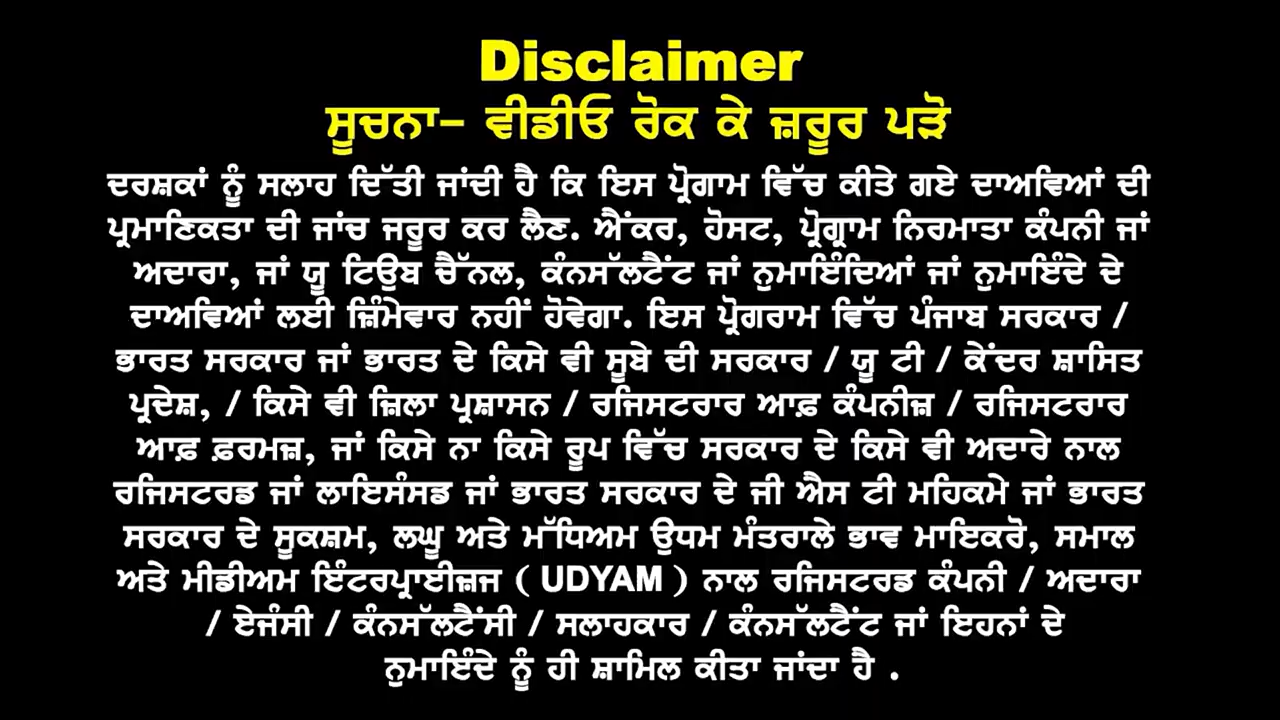 Disclaimer
ਸੂਚਨਾ- ਵੀਡੀਓ ਰੋਕ ਕੇ ਜ਼ਰੂਰ ਪੜੋ
ਦਰਸ਼ਕਾਂ ਨੂੰ ਸਲਾਹ ਦਿੱਤੀ ਜਾਂਦੀ ਹੈ ਕਿ ਇਸ ਪ੍ਰੋਗਾਮ ਵਿੱਚ ਕੀਤੇ ਗਏ ਦਾਅਵਿਆਂ ਦੀ
ਪ੍ਰਮਾਣਿਕਤਾ ਦੀ ਜਾਂਚ ਜਰੂਰ ਕਰ ਲੈਣ. ਐਂਕਰ, ਹੋਸਟ, ਪ੍ਰੋਗ੍ਰਾਮ ਨਿਰਮਾਤਾ ਕੰਪਨੀ ਜਾਂ
ਅਦਾਰਾ, ਜਾਂ ਯੂ ਟਿਉਬ ਚੈੱਨਲ, ਕੰਨਸੱਲਟੈਂਟ ਜਾਂ ਨੁਮਾਇੰਦਿਆਂ ਜਾਂ ਨੁਮਾਇੰਦੇ ਦੇ
ਦਾਅਵਿਆਂ ਲਈ ਜ਼ਿੰਮੇਵਾਰ ਨਹੀਂ ਹੋਵੇਗਾ. ਇਸ ਪ੍ਰੋਗਰਾਮ ਵਿੱਚ ਪੰਜਾਬ ਸਰਕਾਰ /
ਭਾਰਤ ਸਰਕਾਰ ਜਾਂ ਭਾਰਤ ਦੇ ਕਿਸੇ ਵੀ ਸੂਬੇ ਦੀ ਸਰਕਾਰ / ਯੂ ਟੀ / ਕੇਂਦਰ ਸ਼ਾਸਿਤ
ਪ੍ਰਦੇਸ਼, / ਕਿਸੇ ਵੀ ਜ਼ਿਲਾ ਪ੍ਰਸ਼ਾਸਨ / ਰਜਿਸਟਰਾਰ ਆਫ਼ ਕੰਪਨੀਜ਼ / ਰਜਿਸਟਰਾਰ
ਆਫ਼ ਫ਼ਰਮਜ਼, ਜਾਂ ਕਿਸੇ ਨਾ ਕਿਸੇ ਰੂਪ ਵਿੱਚ ਸਰਕਾਰ ਦੇ ਕਿਸੇ ਵੀ ਅਦਾਰੇ ਨਾਲ
ਰਜਿਸਟਰਡ ਜਾਂ ਲਾਇਸੰਸਡ ਜਾਂ ਭਾਰਤ ਸਰਕਾਰ ਦੇ ਜੀ ਐਸ ਟੀ ਮਹਿਕਮੇ ਜਾਂ ਭਾਰਤ
ਸਰਕਾਰ ਦੇ ਸੂਕਸ਼ਮ, ਲਘੂ ਅਤੇ ਮੱਧਿਅਮ ਉਧਮ ਮੰਤਰਾਲੇ ਭਾਵ ਮਾਇਕਰੋ, ਸਮਾਲ
ਅਤੇ ਮੀਡੀਅਮ ਇੰਟਰਪ੍ਰਾਈਜ਼ਜ ( UDYAM ) ਨਾਲ ਰਜਿਸਟਰਡ ਕੰਪਨੀ / ਅਦਾਰਾ
/ ਏਜੰਸੀ / ਕੰਨਸੱਲਟੈਂਸੀ / ਸਲਾਹਕਾਰ / ਕੰਨਸੱਲਟੈਂਟ ਜਾਂ ਇਹਨਾਂ ਦੇ
ਨੁਮਾਇੰਦੇ ਨੂੰ ਹੀ ਸ਼ਾਮਿਲ ਕੀਤਾ ਜਾਂਦਾ ਹੈ .